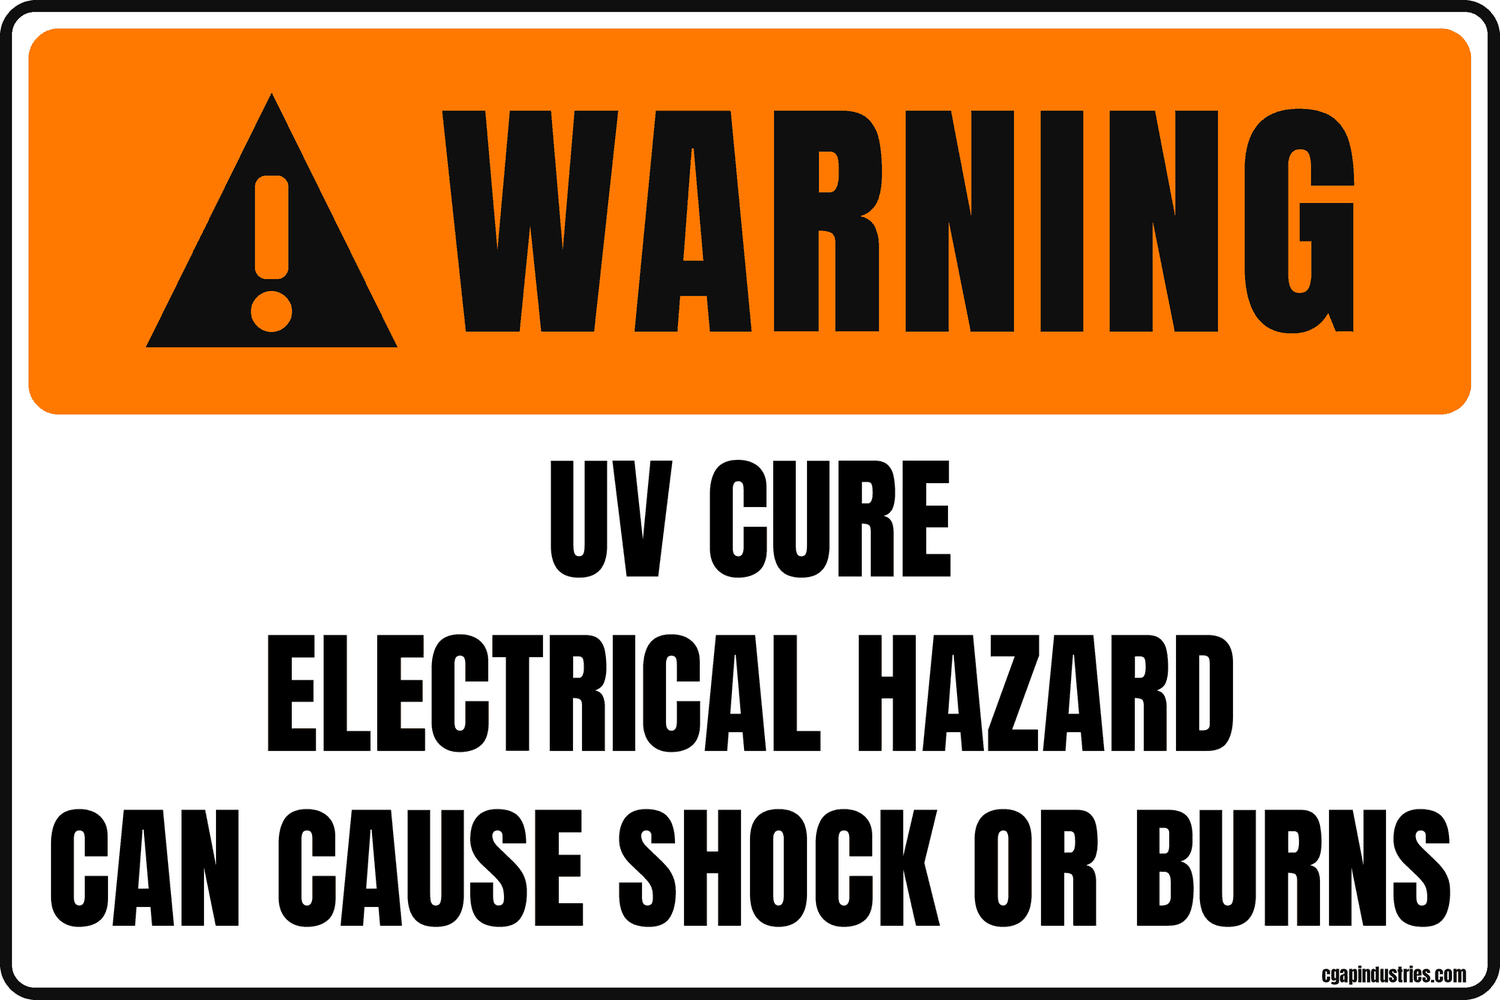 WARNING
UV CURE
ELECTRICAL HAZARD
CAN CAUSE SHOCK OR BURNS
cgapindustries.com